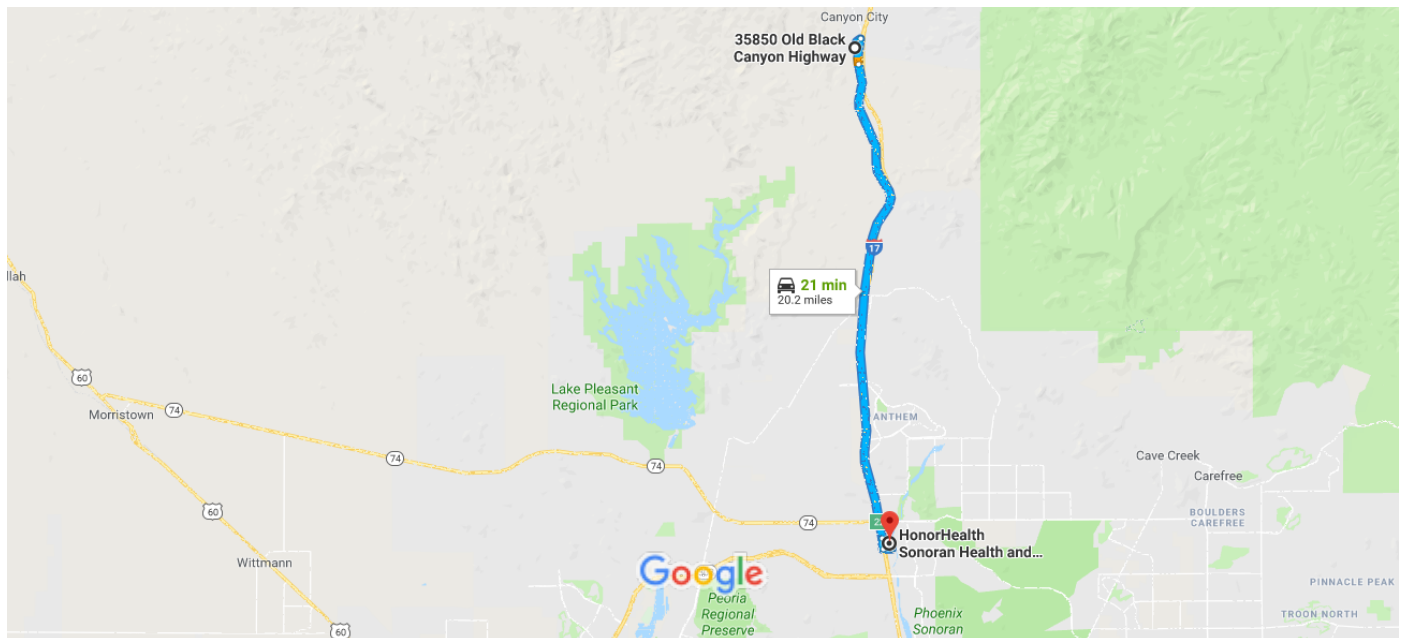 Canyon City
35850 Old Black
Canyon Highway
17
21 min
20.2 miles
llah
60
Morristown
74
Lake Pleasant
Regional Park
ANTHEM
74
74
Cave Creek
Carefree
BOULDERS
CAREFREE
60
74
HonorHealth
Sonoran Health and...
Wittmann
Google
PINNACLE PEAK
Peoria
Regional
Preserve
Phoenix
Sonoran
TROON NORTH
60